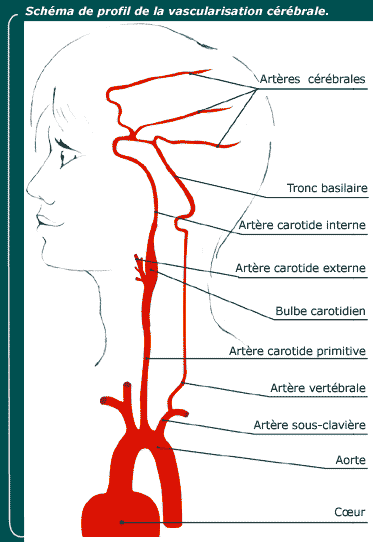 Schéma de profil de la vascularisation cérébrale.
Artères cérébrales
Tronc basilaire
Artère carotide interne
Artère carotide externe
Bulbe carotidien
Artère carotide primitive
Artère vertébrale
Artère sous-clavière
Aorte
Cœur